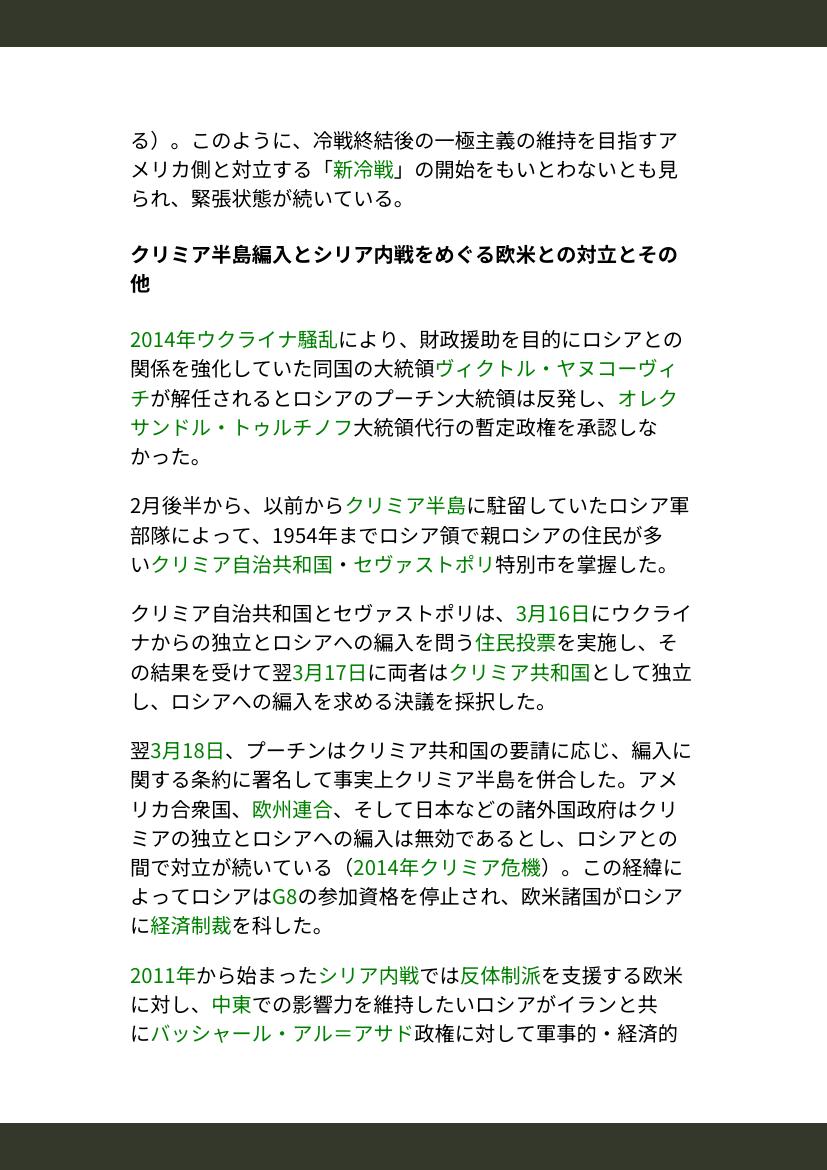 る）。このように、冷戦終結後の一極主義の維持を目指すア
メリカ側と対立する「新冷戦」の開始をもいとわないとも見
られ、緊張状態が続いている。
クリミア半島編入とシリア内戦をめぐる欧米との対立とその
他
2014年ウクライナ騒乱により、財政援助を目的にロシアとの
関係を強化していた同国の大統領ヴィクトル・ヤヌコーヴィ
チが解任されるとロシアのプーチン大統領は反発し、オレク
サンドル・トゥルチノフ大統領代行の暫定政権を承認しな
かった。
2月後半から、以前からクリミア半島に駐留していたロシア軍
部隊によって、1954年までロシア領で親ロシアの住民が多
いクリミア自治共和国・セヴァストポリ特別市を掌握した。
クリミア自治共和国とセヴァストポリは、3月16日にウクライ
ナからの独立とロシアへの編入を問う住民投票を実施し、そ
の結果を受けて翌3月17日に両者はクリミア共和国として独立
し、ロシアへの編入を求める決議を採択した。
翌3月18日、プーチンはクリミア共和国の要請に応じ、編入に
関する条約に署名して事実上クリミア半島を併合した。アメ
リカ合衆国、欧州連合、そして日本などの諸外国政府はクリ
ミアの独立とロシアへの編入は無効であるとし、ロシアとの
間で対立が続いている（2014年クリミア危機）。この経緯に
よってロシアはG8の参加資格を停止され、欧米諸国がロシア
に経済制裁を科した。
2011年から始まったシリア内戦では反体制派を支援する欧米
に対し、中東での影響力を維持したいロシアがイランと共
にバッシャール・アル＝アサド政権に対して軍事的・経済的